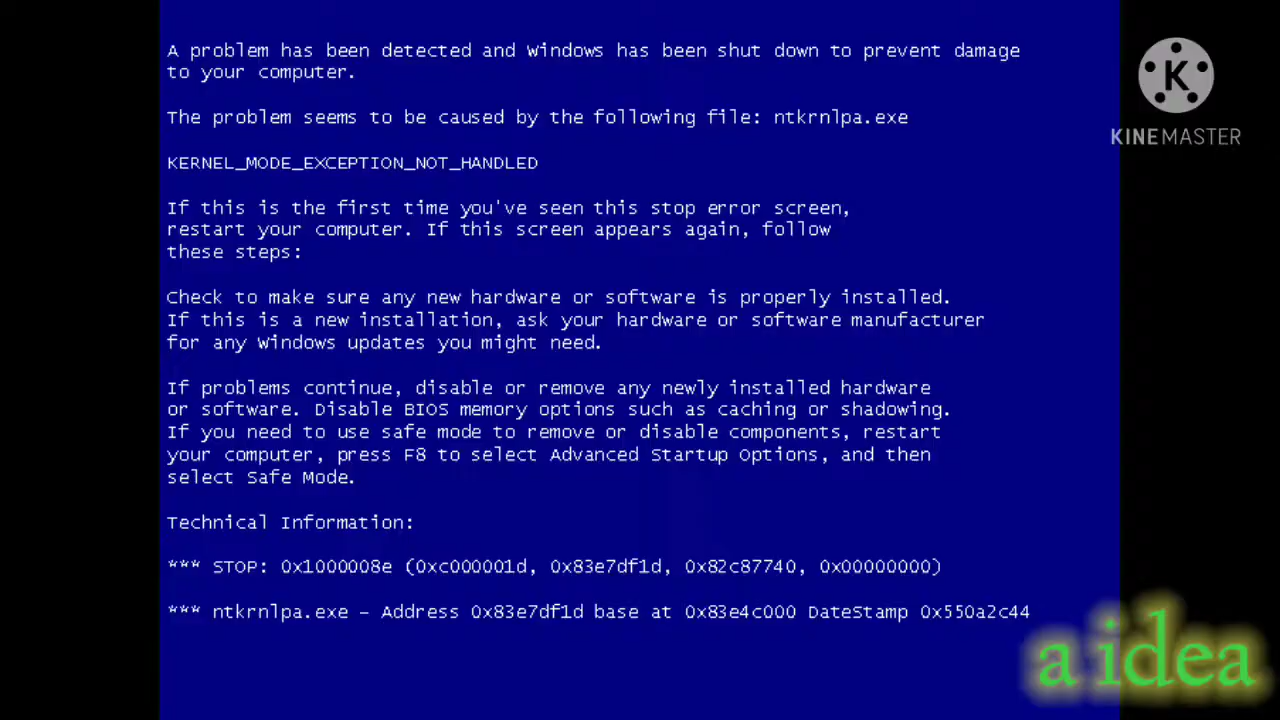 A problem has been detected and Windows has been shut down to prevent damage
to your computer.
The problem seems to be caused by the following file: ntkrnlpa.exe
KERNEL_MODE_EXCEPTION_NOT_HANDLED
If this is the first time you've seen this stop error screen,
restart your computer. If this screen appears again, follow
these steps:
Check to make sure any new hardware or software is properly installed.
If this is a new installation, ask your hardware or software manufacturer
for any Windows updates you might need.
If problems continue, disable or remove any newly installed hardware
or software. Disable BIOS memory options such as caching or shadowing.
If you need to use safe mode to remove or disable components, restart
your computer, press F8 to select Advanced Startup Options, and then
select Safe Mode.
Technical Information:
*** STOP: 0x1000008e (0xc000001d, 0x83e7df1d, 0x82c87740, 0x00000000)
*** ntkrnlpa.exe – Address 0x83e7df1d base at 0x83e4c000 DateStamp 0x550a2c44
K
KINEMASTER
a idea